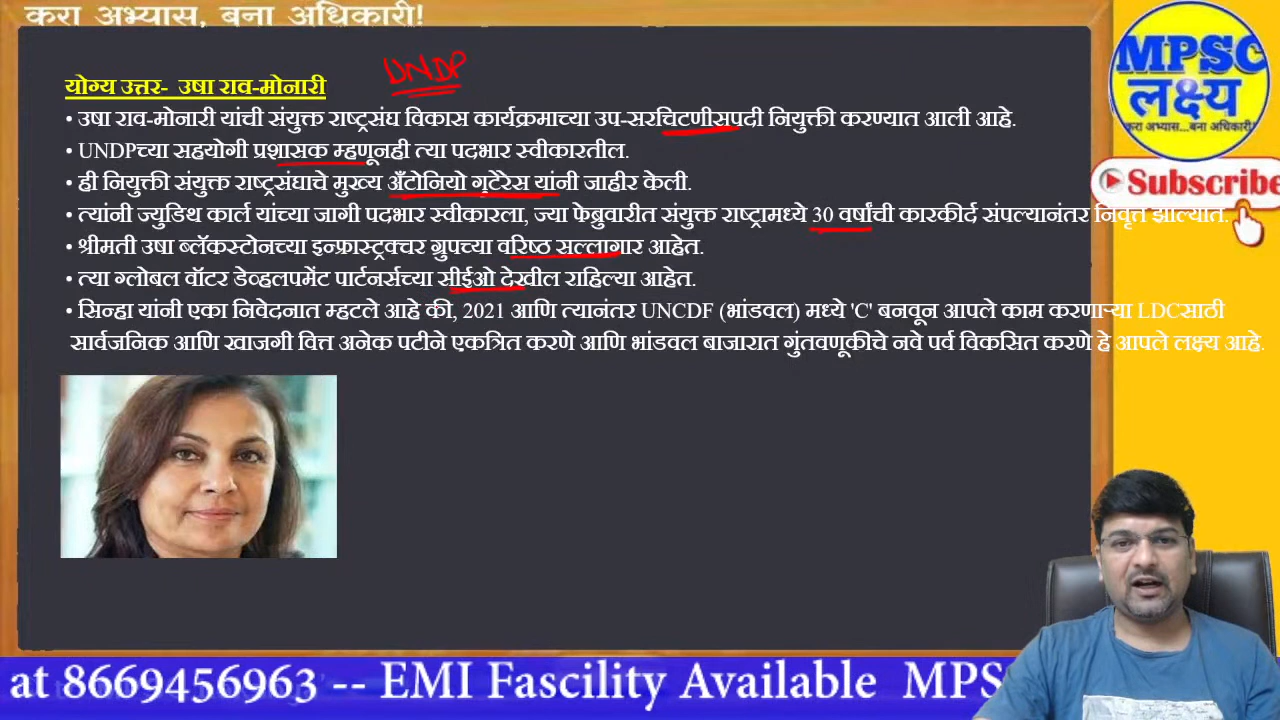 करा अभ्यास, बना अधिकारी!
UNDP
योग्य उत्तर- उषा राव-मोनारी
• उषा राव-मोनारी यांची संयुक्त राष्ट्रसंघ विकास कार्यक्रमाच्या उप-सरचिटणीसपदी नियुक्ती करण्यात आली आहे.
• UNDPच्या सहयोगी प्रशासक म्हणूनही त्या पदभार स्वीकारतील.
• ही नियुक्ती संयुक्त राष्ट्रसंघाचे मुख्य अँटोनियो गुटेरेस यांनी जाहीर केली.
• त्यांनी ज्युडिथ कार्ल यांच्या जागी पदभार स्वीकारला, ज्या फेब्रुवारीत संयुक्त राष्ट्रामध्ये 30 वर्षांची कारकीर्द संपल्यानंतर निवृत्त झाल्यात.
• श्रीमती उषा ब्लॅकस्टोनच्या इन्फ्रास्ट्रक्चर ग्रुपच्या वरिष्ठ सल्लागार आहेत.
• त्या ग्लोबल वॉटर डेव्हलपमेंट पार्टनर्सच्या सीईओ देखील राहिल्या आहेत.
• सिन्हा यांनी एका निवेदनात म्हटले आहे की, 2021 आणि त्यानंतर UNCDF (भांडवल) मध्ये 'C' बनवून आपले काम करणाऱ्या LDCसाठी
सार्वजनिक आणि खाजगी वित्त अनेक पटीने एकत्रित करणे आणि भांडवल बाजारात गुंतवणूकीचे नवे पर्व विकसित करणे हे आपले लक्ष्य आहे.
MPSC
लक्ष्य
करा अभ्यास...बना अधिकारी!
Subscribe
at 8669456963 -- EMI Fascility Available MPS